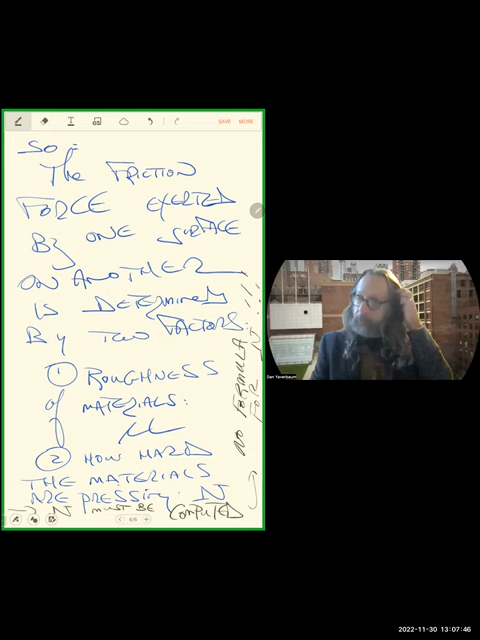 SAVE MORE
SO:
The FRICTION
FORCE EXERTED
BY ONE SURFACE
ON ANOTHER
IS DETERMINED
BY TWO FACTORS
① ROUGHNESS
of MATERIALS:
μ
② HOW HARD
THE MATERIALS
ARE PRESSING: N
→ N MUST BE COMPUTED
NO FORMULA
FOR N!!!
6/6
Dan Yaverbaum
2022-11-30 13:07:46